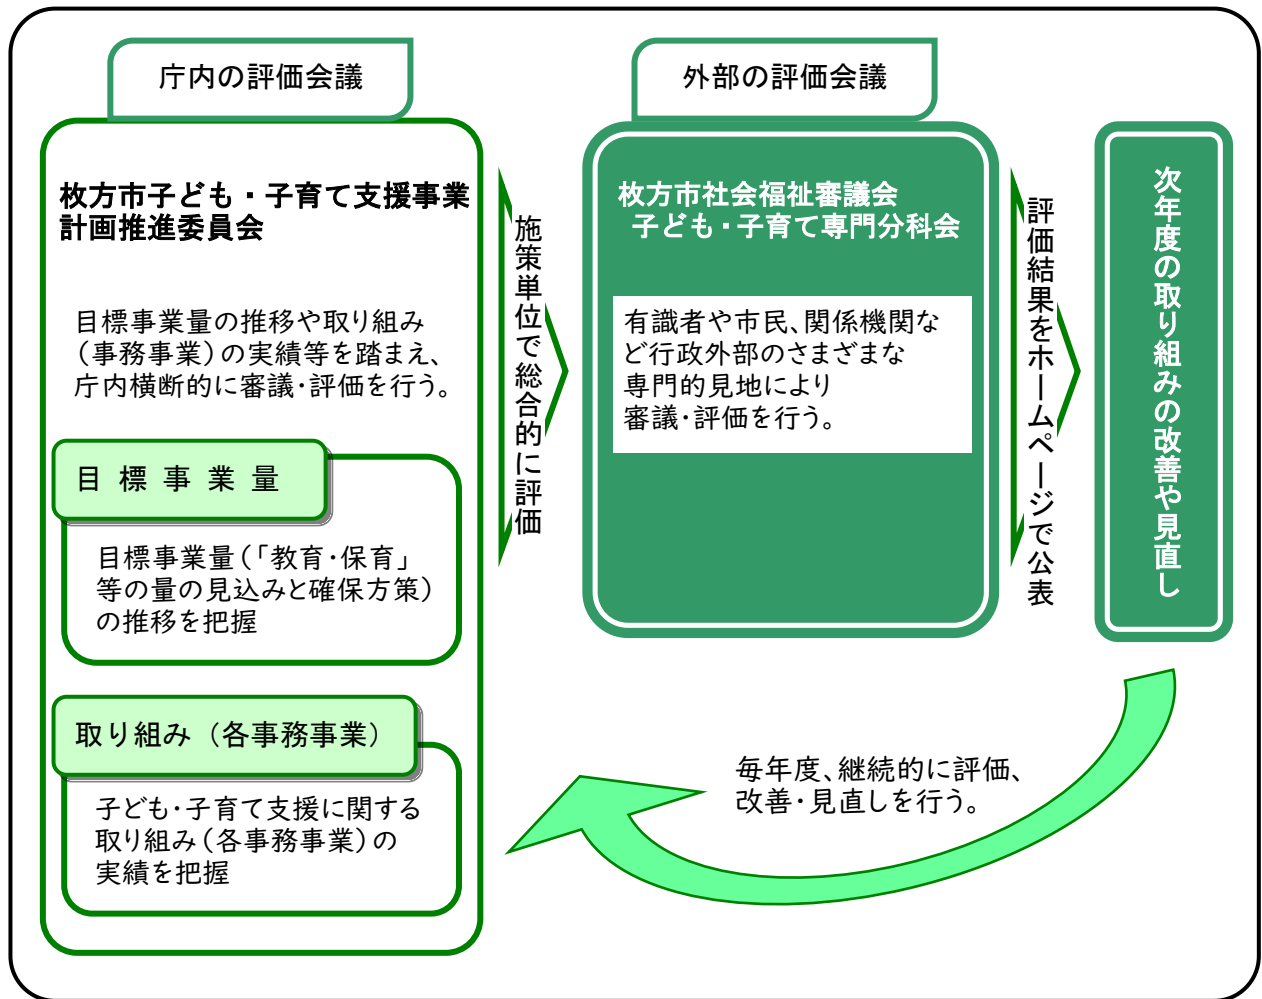 庁内の評価会議
枚方市子ども・子育て支援事業
計画推進委員会
目標事業量の推移や取り組み
（事務事業）の実績等を踏まえ、
庁内横断的に審議・評価を行う。
目標事業量
目標事業量（「教育・保育」
等の量の見込みと確保方策）
の推移を把握
取り組み（各事務事業）
子ども・子育て支援に関する
取り組み（各事務事業）の
実績を把握
施策単位で総合的に評価
外部の評価会議
枚方市社会福祉審議会
子ども・子育て専門分科会
有識者や市民、関係機関な
ど行政外部のさまざまな
専門的見地により
審議・評価を行う。
評価結果をホームページで公表
次年度の取り組みの改善や見直し
毎年度、継続的に評価、
改善・見直しを行う。